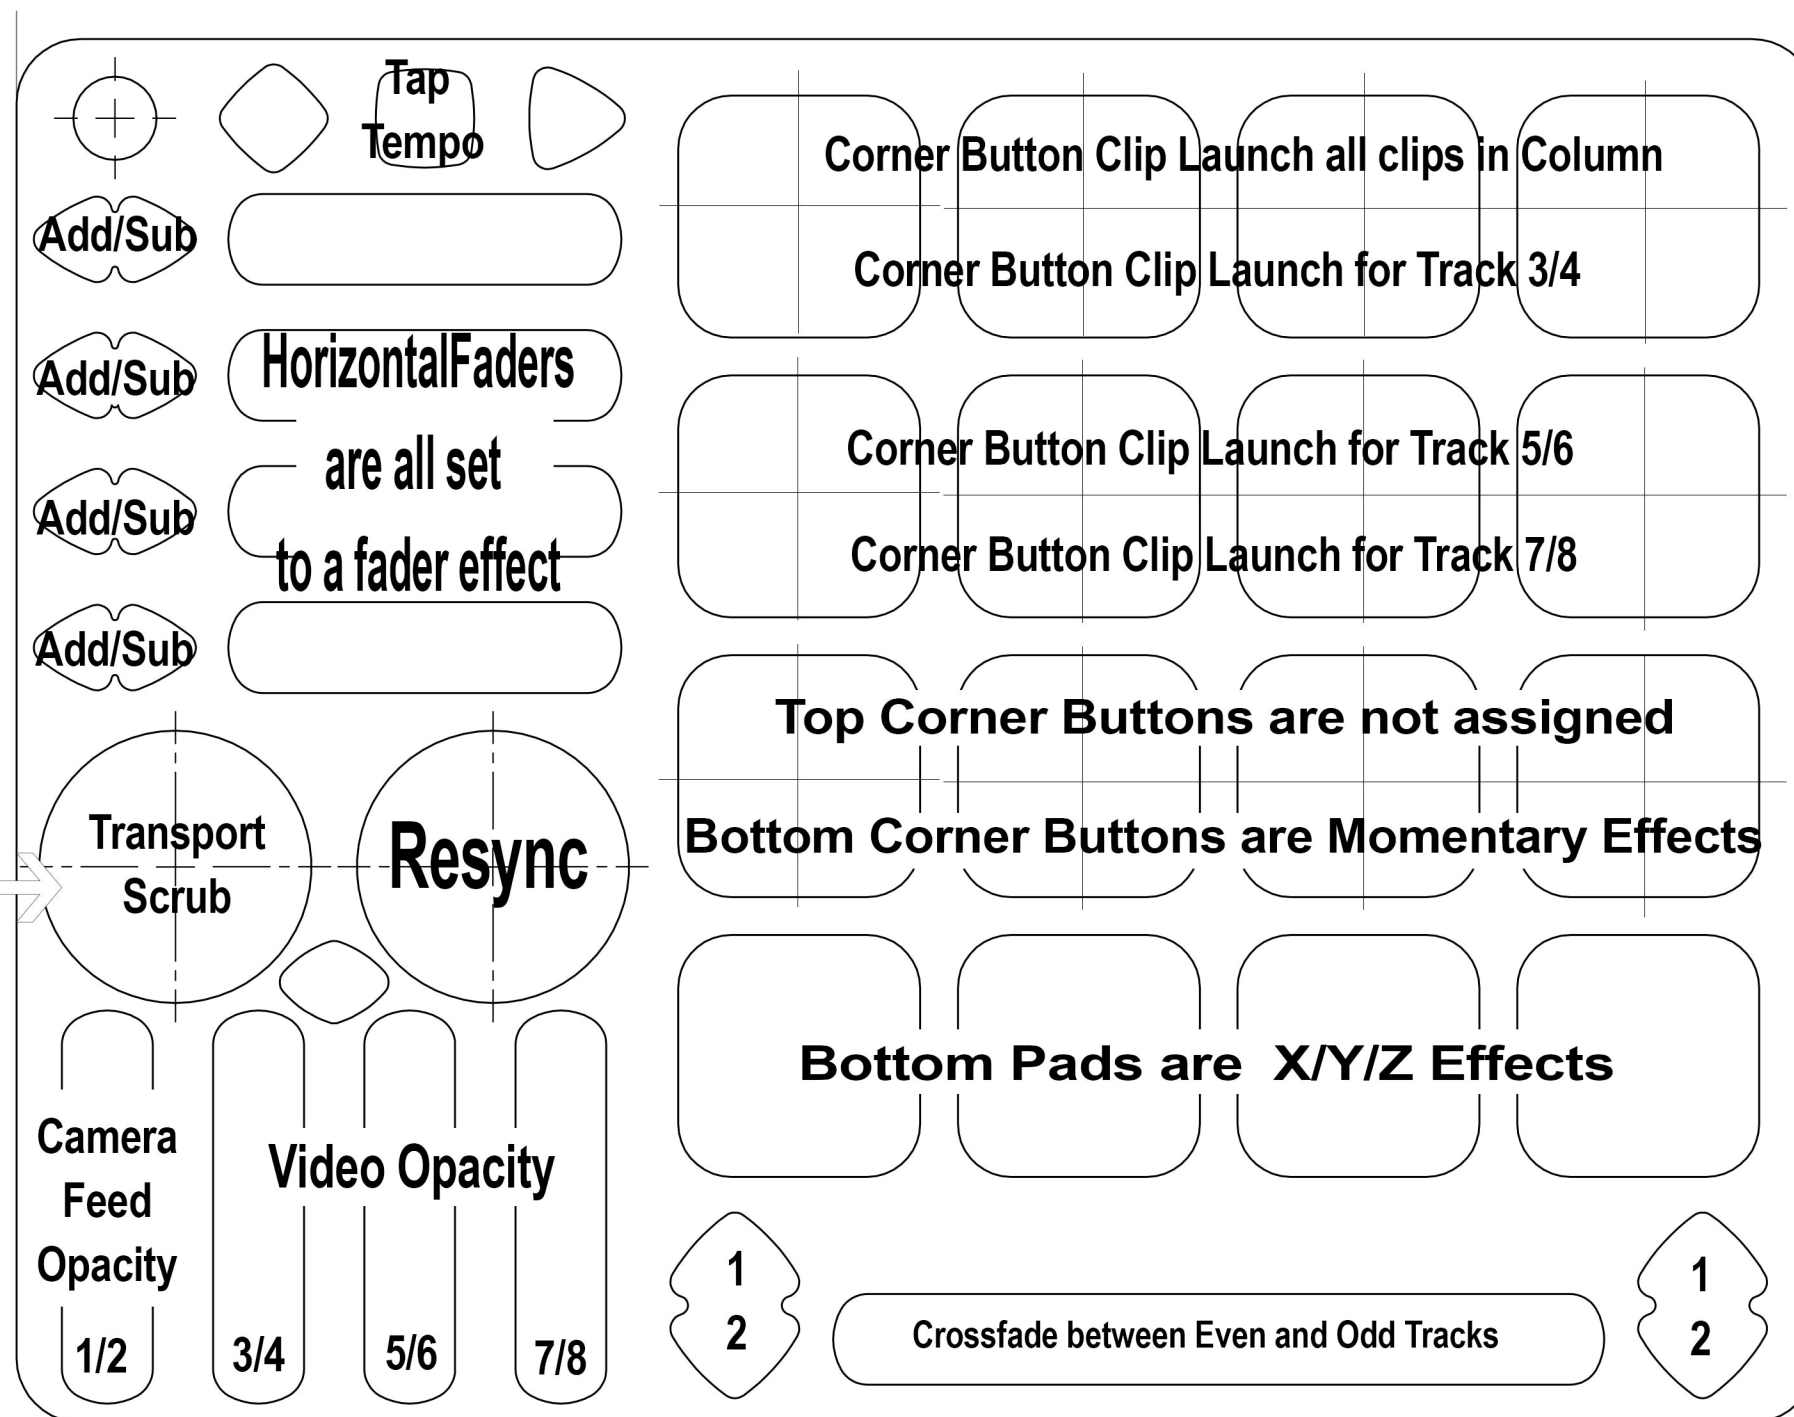 Tap
Tempo
Add/Sub
Add/Sub
Add/Sub
Add/Sub
HorizontalFaders
are all set
to a fader effect
Transport
Scrub
Resync
Camera
Feed
Opacity
1/2
Video Opacity
3/4
5/6
7/8
Corner Button Clip Launch all clips in Column
Corner Button Clip Launch for Track 3/4
Corner Button Clip Launch for Track 5/6
Corner Button Clip Launch for Track 7/8
Top Corner Buttons are not assigned
Bottom Corner Buttons are Momentary Effects
Bottom Pads are X/Y/Z Effects
1
2
Crossfade between Even and Odd Tracks
1
2